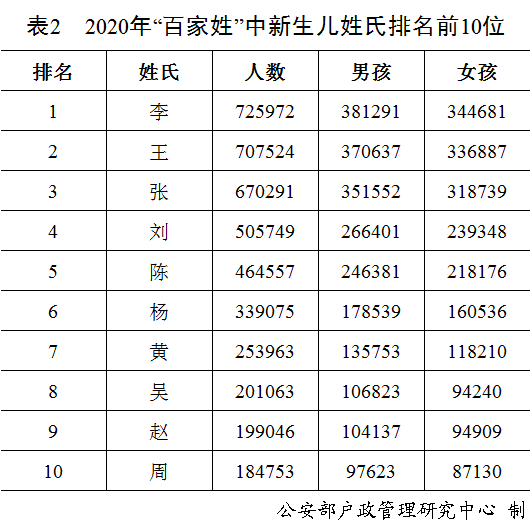 表2 2020年“百家姓”中新生儿姓氏排名前10位
排名 姓氏 人数 男孩 女孩
1 李 725972 381291 344681
2 王 707524 370637 336887
3 张 670291 351552 318739
4 刘 505749 266401 239348
5 陈 464557 246381 218176
6 杨 339075 178539 160536
7 黄 253963 135753 118210
8 吴 201063 106823 94240
9 赵 199046 104137 94909
10 周 184753 97623 87130
公安部户政管理研究中心 制